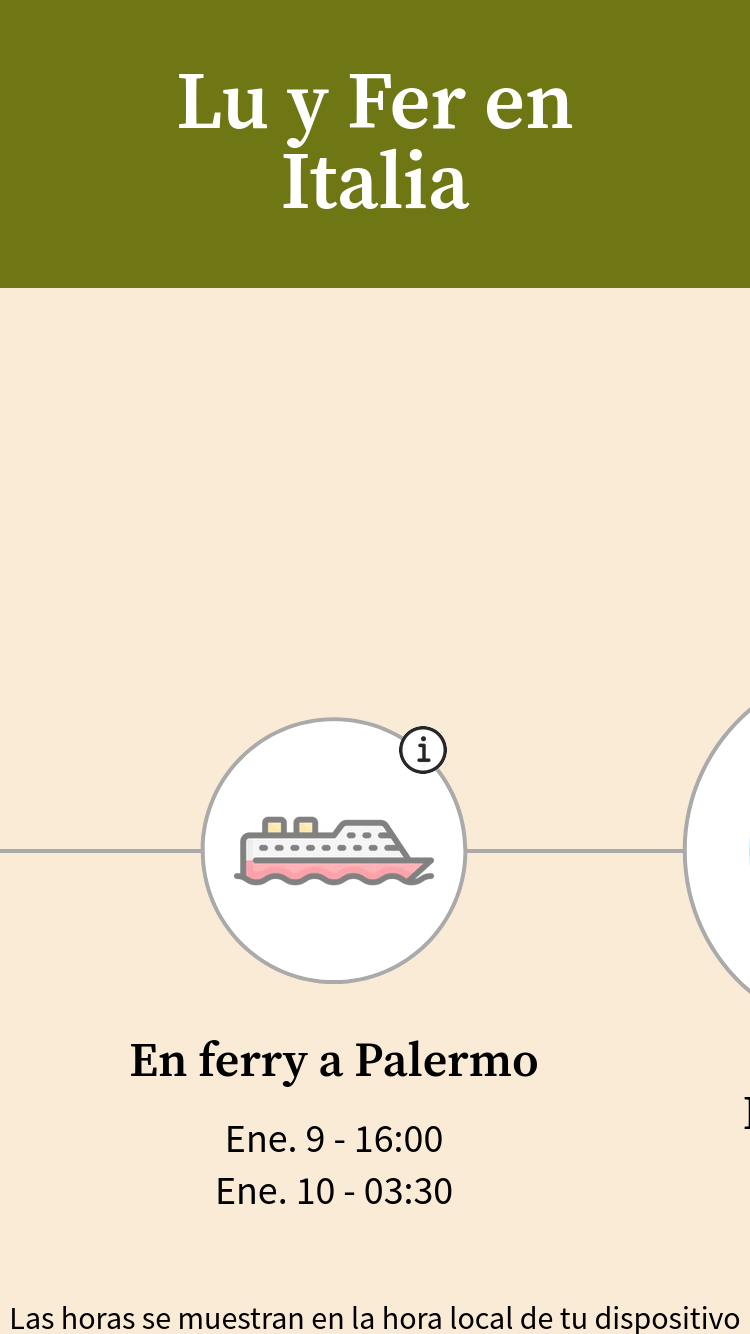 Lu y Fer en
Italia
i
En ferry a Palermo
Ene. 9 - 16:00
Ene. 10 - 03:30
Las horas se muestran en la hora local de tu dispositivo